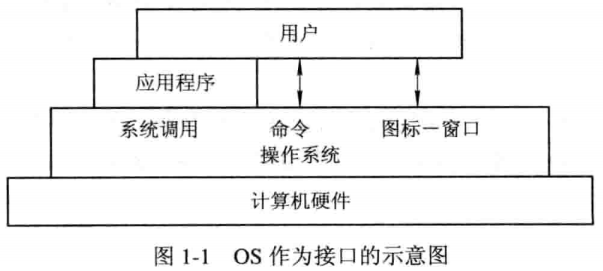 用户
应用程序
系统调用 命令 图标－窗口
操作系统
计算机硬件
图 1-1 OS 作为接口的示意图